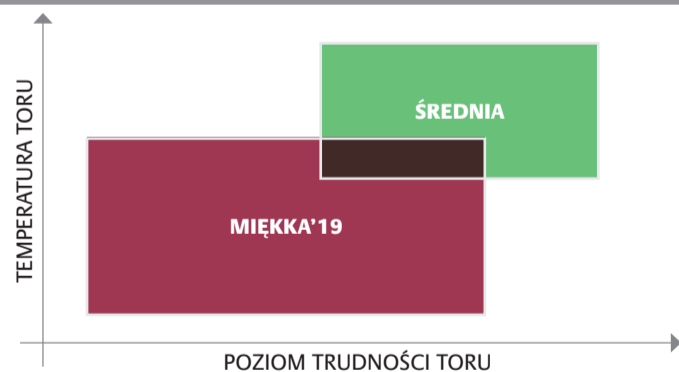 TEMPERATURA TORU
ŚREDNIA
MIĘKKA'19
POZIOM TRUDNOŚCI TORU